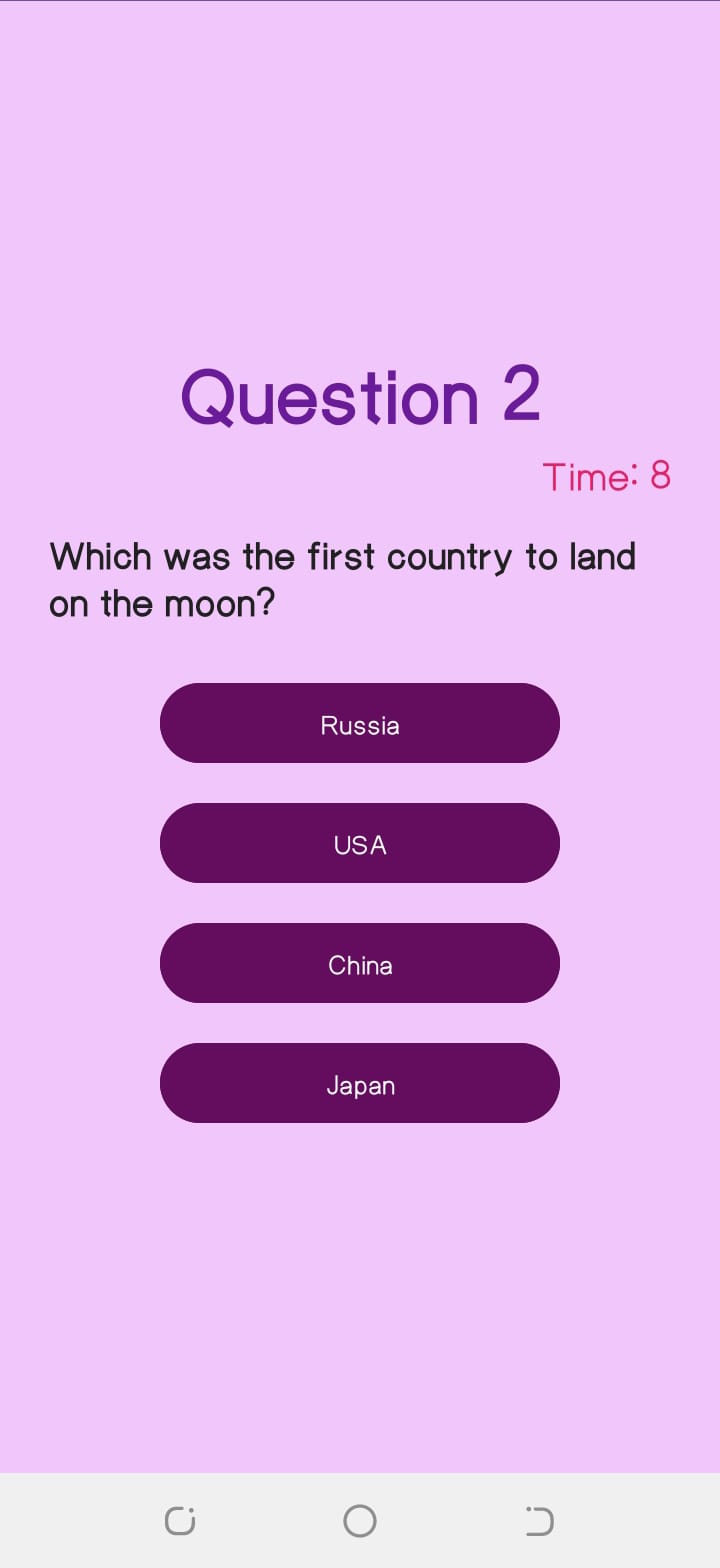 Question 2
Time: 8
Which was the first country to land
on the moon?
Russia
USA
China
Japan